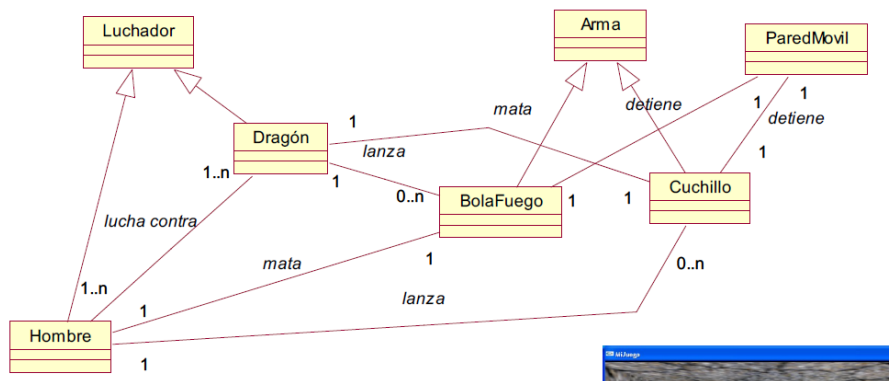 Luchador
Arma
ParedMovil
1
mata
detiene
1
1
detiene
Dragón
lanza
1
1..n
1
0..n
BolaFuego
1
1
Cuchillo
lucha contra
mata
1
0..n
1..n
1
lanza
Hombre
1
MiJuego